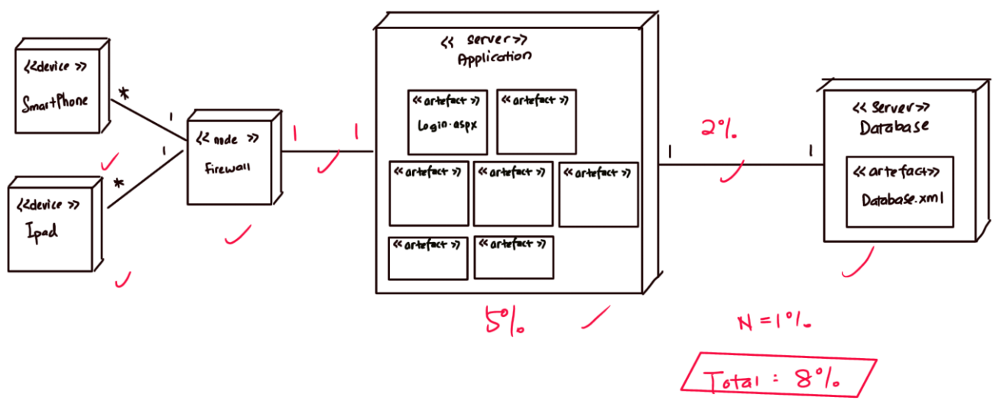 <<device>>
SmartPhone
*
1
<<device>>
Ipad
*
1
<<node>>
firewall
1 1
<<Server>>
Application
<<artefact>>
Login.aspx
<<artefact>>
<<artefact>>
<<artefact>>
<<artefact>>
<<artefact>>
<<artefact>>
5%
1 1
2%
<<Server>>
Database
<<artefact>>
Database.xml
N=1%
Total : 8%